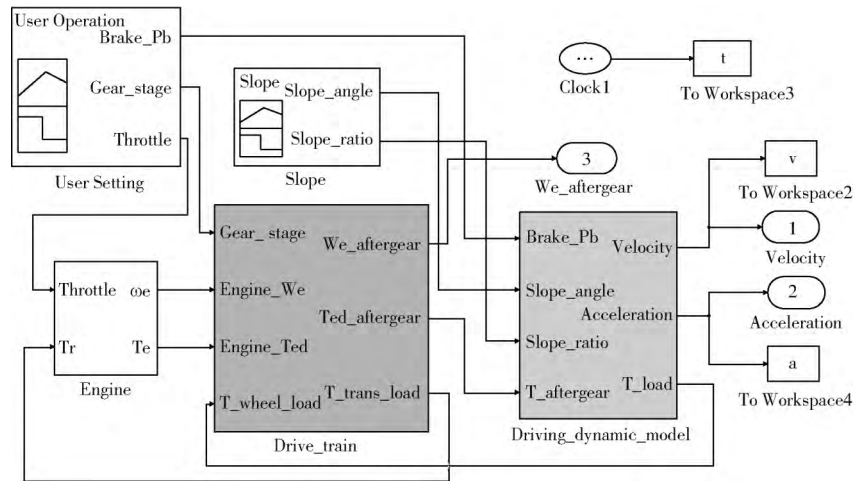 User Operation
Brake_Pb
Gear_stage
Throttle
User Setting
Slope
Slope_angle
Slope_ratio
Slope
...
Clock1
t
To Workspace3
3
We_aftergear
v
To Workspace2
1
Velocity
2
Acceleration
a
To Workspace4
Throttle
ωe
Tr
Te
Engine
Gear_ stage
We_aftergear
Engine_We
Ted_aftergear
Engine_Ted
T_wheel_load
T_trans_load
Drive_train
Brake_Pb
Velocity
Slope_angle
Acceleration
Slope_ratio
T_aftergear
T_load
Driving_dynamic_model